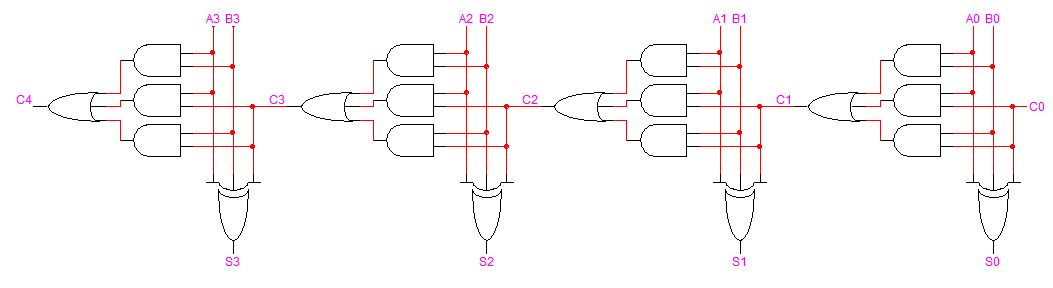 A3 B3 A2 B2 A1 B1 A0 B0
C4 C3 C2 C1 C0
S3 S2 S1 S0